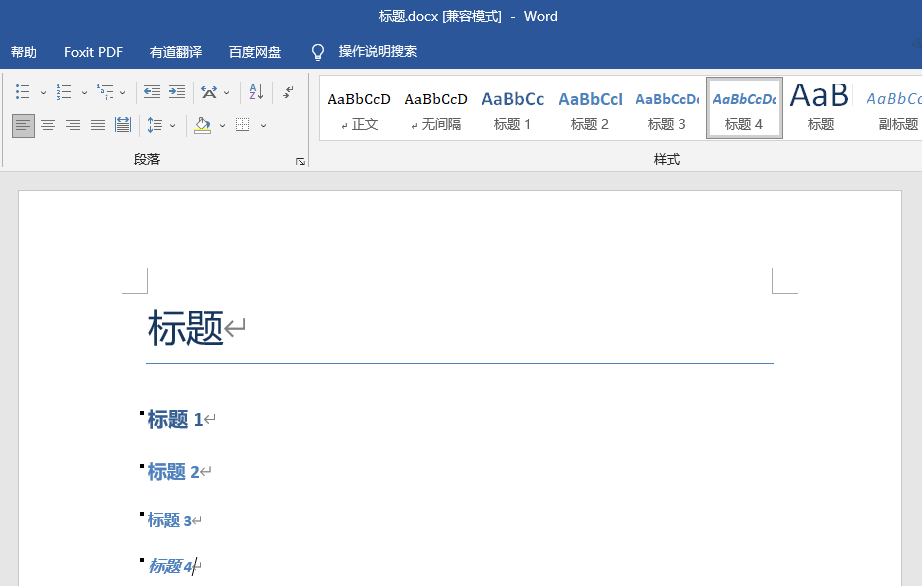 标题.docx [兼容模式] - Word
帮助 Foxit PDF 有道翻译 百度网盘 操作说明搜索
AaBbCcD AaBbCcD AaBbCc AaBbCcI AaBbCcDc AaBbCcDc AaB AaBbCc
正文 无间隔 标题 1 标题 2 标题 3 标题 4 标题 副标题
段落 样式
标题
标题 1
标题 2
标题 3
标题 4